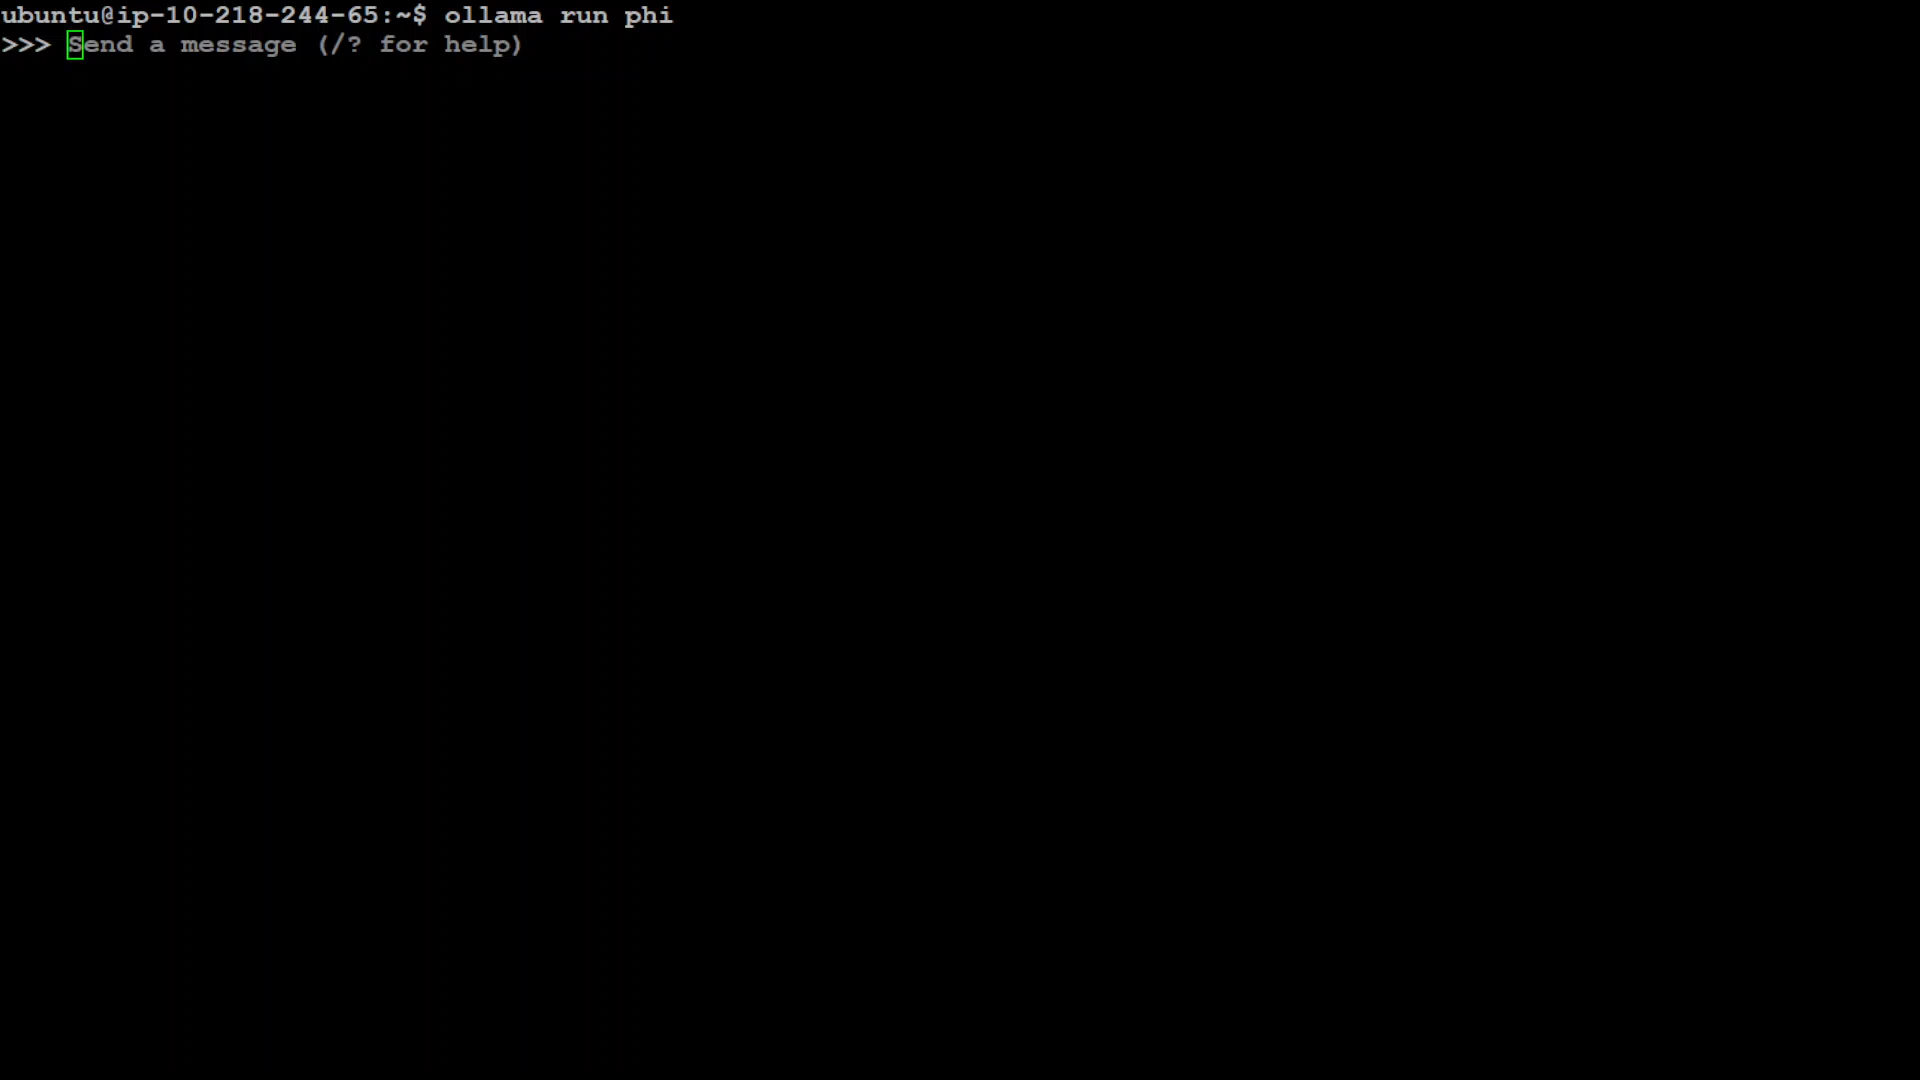 ubuntu@ip-10-218-244-65:~$ ollama run phi
>>> Send a message (/? for help)